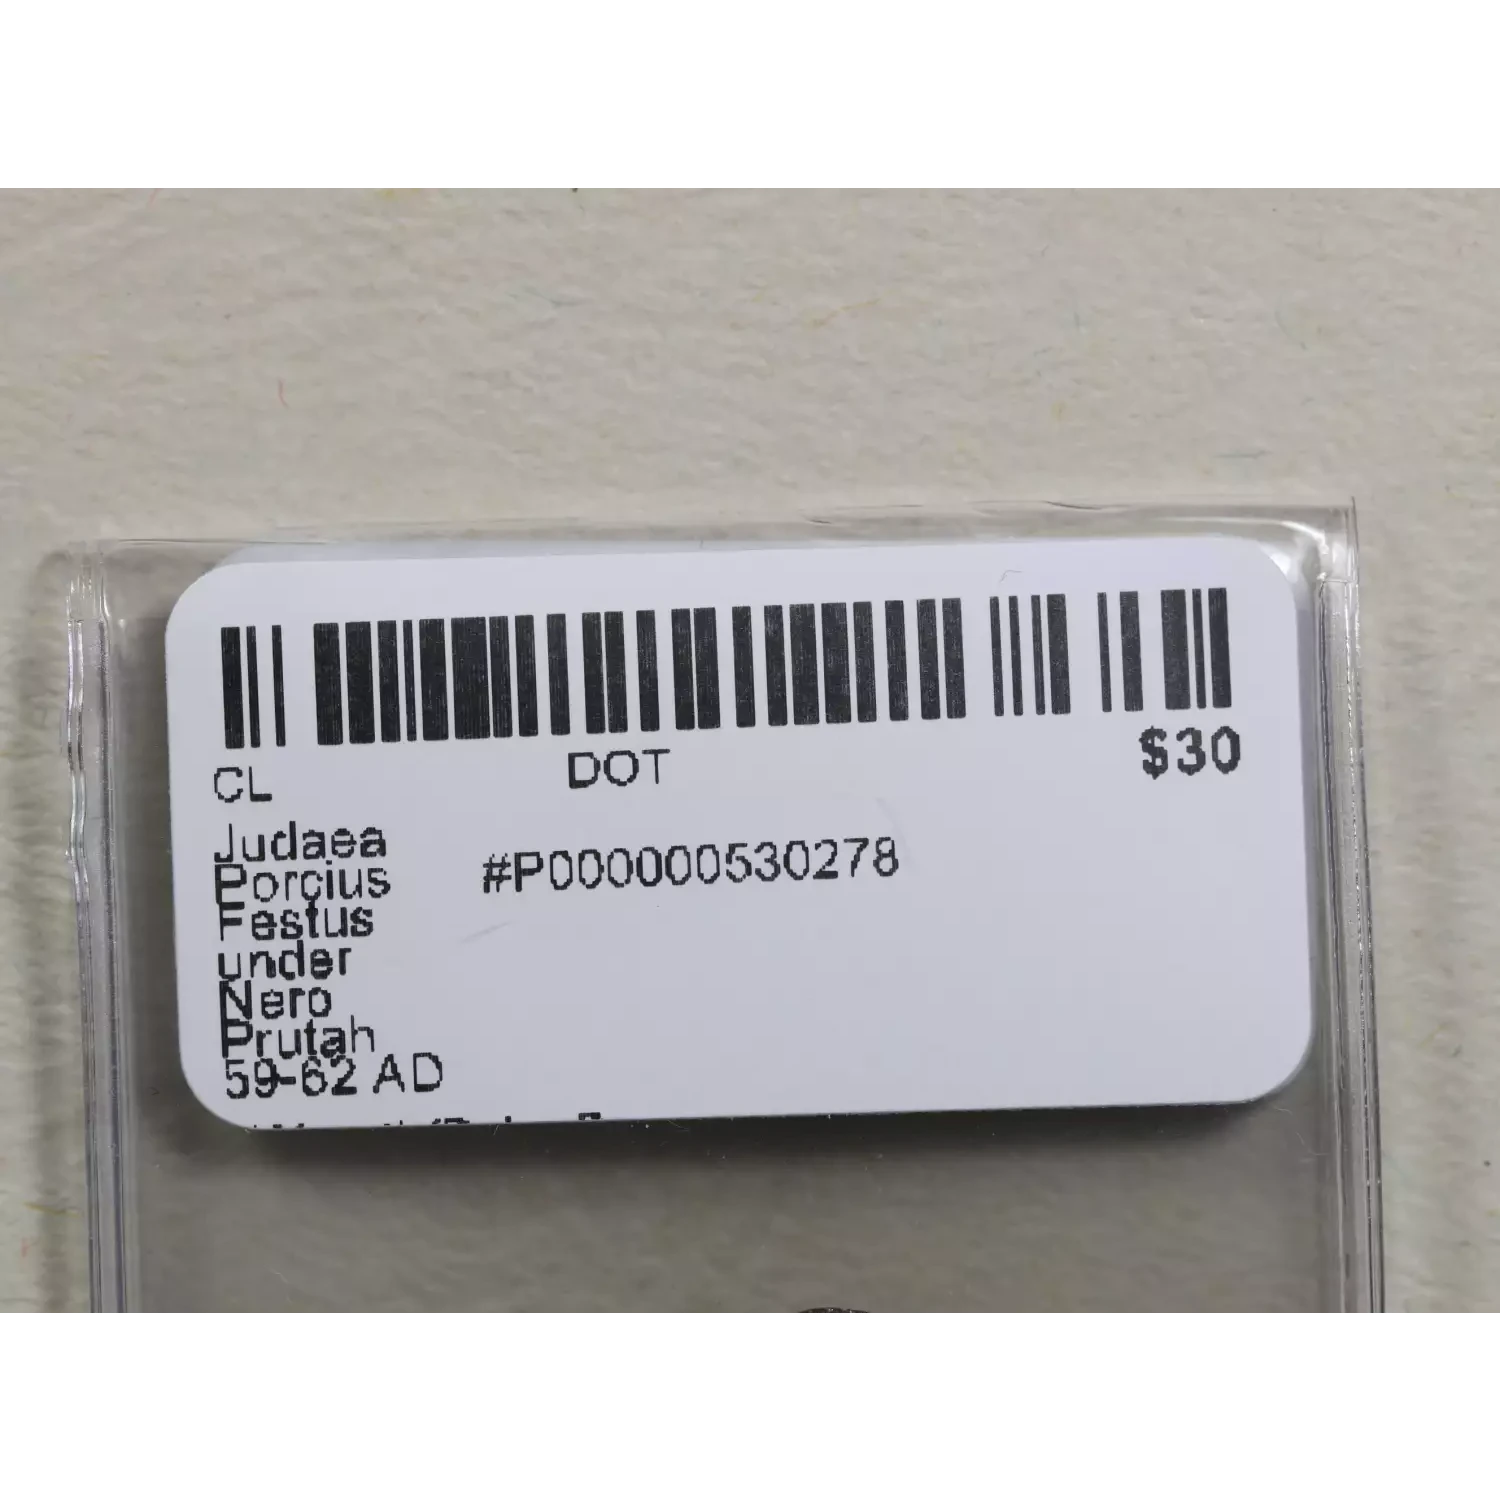 CL DOT $30
Judaea
Porcius #P000000530278
Festus
under
Nero
Prutah
59-62 AD